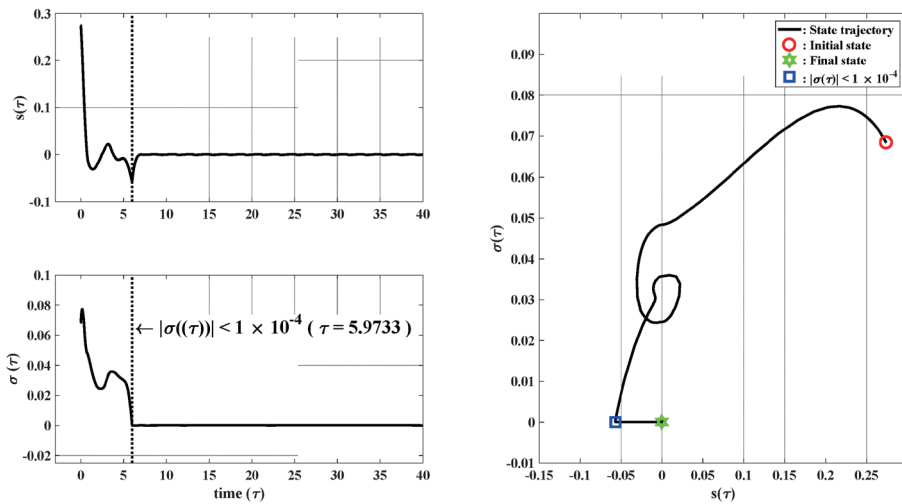 0.3
0.2
0.1
0
-0.1
s(τ)
0 5 10 15 20 25 30 35 40
0.1
0.08
0.06
0.04
0.02
0
-0.02
σ (τ)
← |σ((τ))| < 1 × 10⁻⁴ ( τ = 5.9733 )
0 5 10 15 20 25 30 35 40
time (τ)
0.09
0.08
0.07
0.06
0.05
0.04
0.03
0.02
0.01
0
-0.01
σ(τ)
: State trajectory
: Initial state
: Final state
: |σ(τ)| < 1 × 10⁻⁴
-0.1 -0.05 0 0.05 0.1 0.15 0.2 0.25
s(τ)